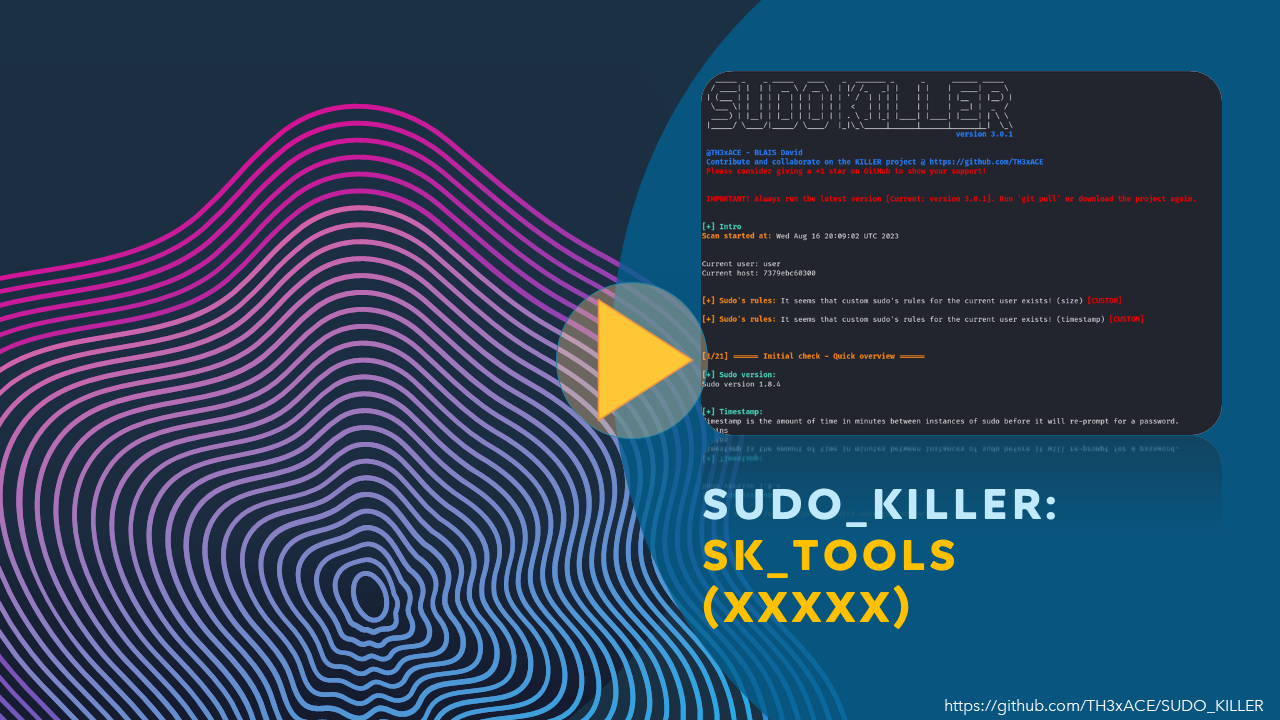 SUDOKILLER
version 3.0.1
@TH3xACE - BLAIS David
Contribute and collaborate on the KILLER project @ https://github.com/TH3xACE
Please consider giving a +1 star on GitHub to show your support!
IMPORTANT! Always run the latest version [Current: version 3.0.1]. Run 'git pull' or download the project again.
[+] Intro
Scan started at: Wed Aug 16 20:09:02 UTC 2023
Current user: user
Current host: 7379ebc60300
[+] Sudo's rules: It seems that custom sudo's rules for the current user exists! (size) [CUSTOM]
[+] Sudo's rules: It seems that custom sudo's rules for the current user exists! (timestamp) [CUSTOM]
[1/21] ====== Initial check - Quick overview ======
[+] Sudo version:
Sudo version 1.8.4
[+] Timestamp:
Timestamp is the amount of time in minutes between instances of sudo before it will re-prompt for a password.
SUDO_KILLER:
SK_TOOLS
(XXXXX)
https://github.com/TH3xACE/SUDO_KILLER